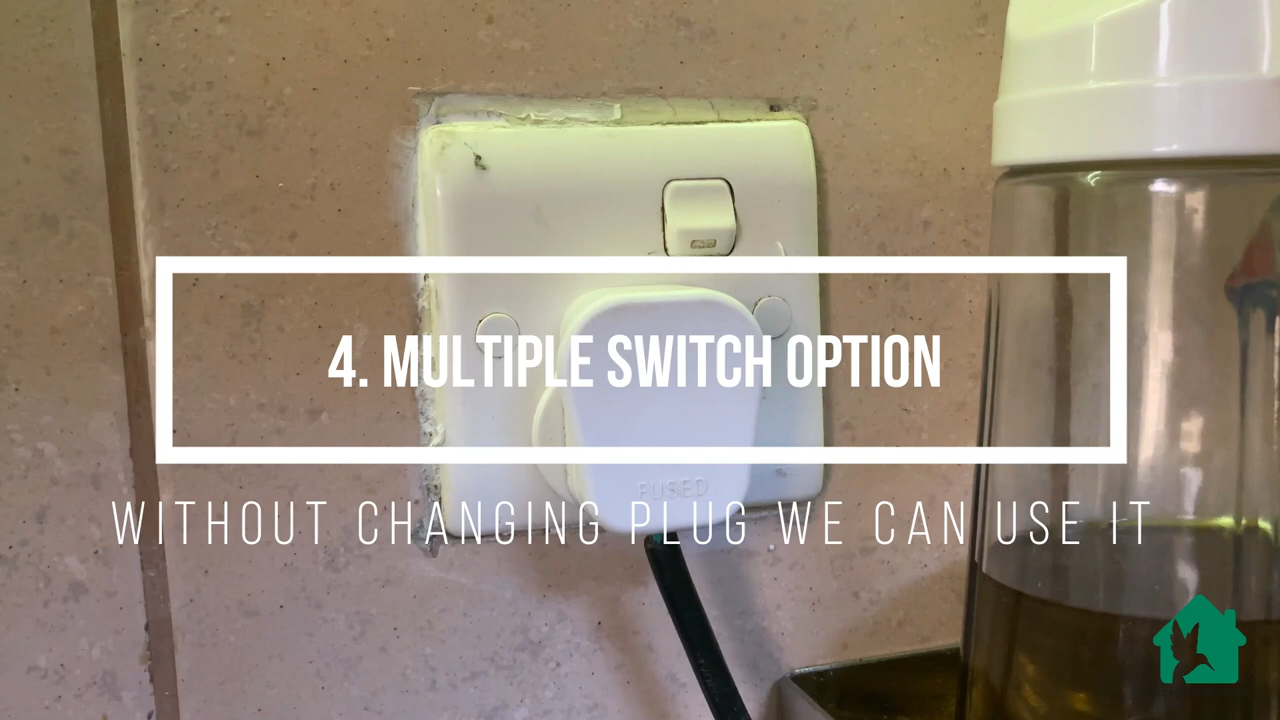 4. MULTIPLE SWITCH OPTION
FUSED
WITHOUT CHANGING PLUG WE CAN USE IT